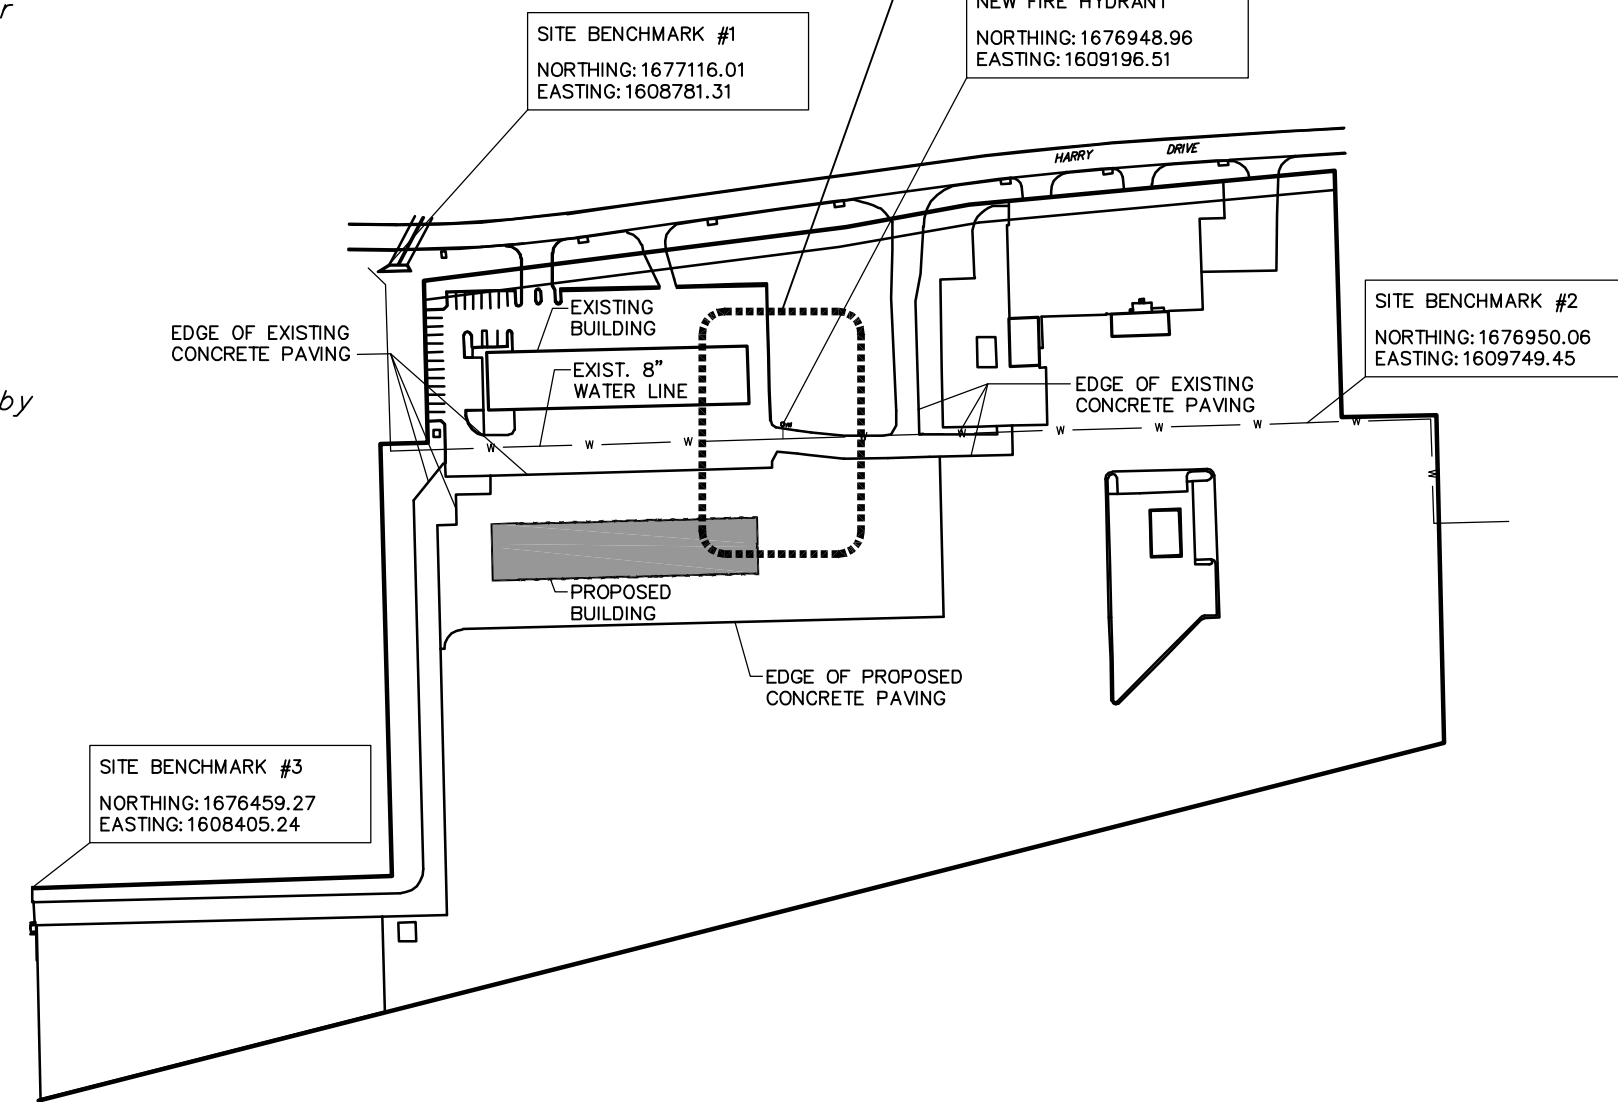 r
by
NEW FIRE HYDRANT
NORTHING: 1676948.96
EASTING: 1609196.51
SITE BENCHMARK #1
NORTHING: 1677116.01
EASTING: 1608781.31
HARRY DRIVE
SITE BENCHMARK #2
NORTHING: 1676950.06
EASTING: 1609749.45
EXISTING
BUILDING
EDGE OF EXISTING
CONCRETE PAVING
EXIST. 8"
WATER LINE
EDGE OF EXISTING
CONCRETE PAVING
W W W W W W W W W W
PROPOSED
BUILDING
EDGE OF PROPOSED
CONCRETE PAVING
SITE BENCHMARK #3
NORTHING: 1676459.27
EASTING: 1608405.24